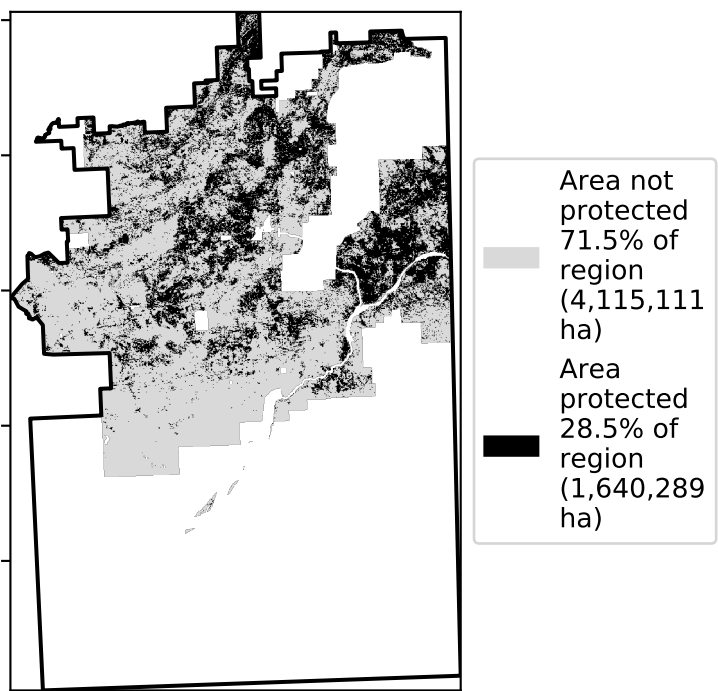 Area not
protected
71.5% of
region
(4,115,111
ha)
Area
protected
28.5% of
region
(1,640,289
ha)